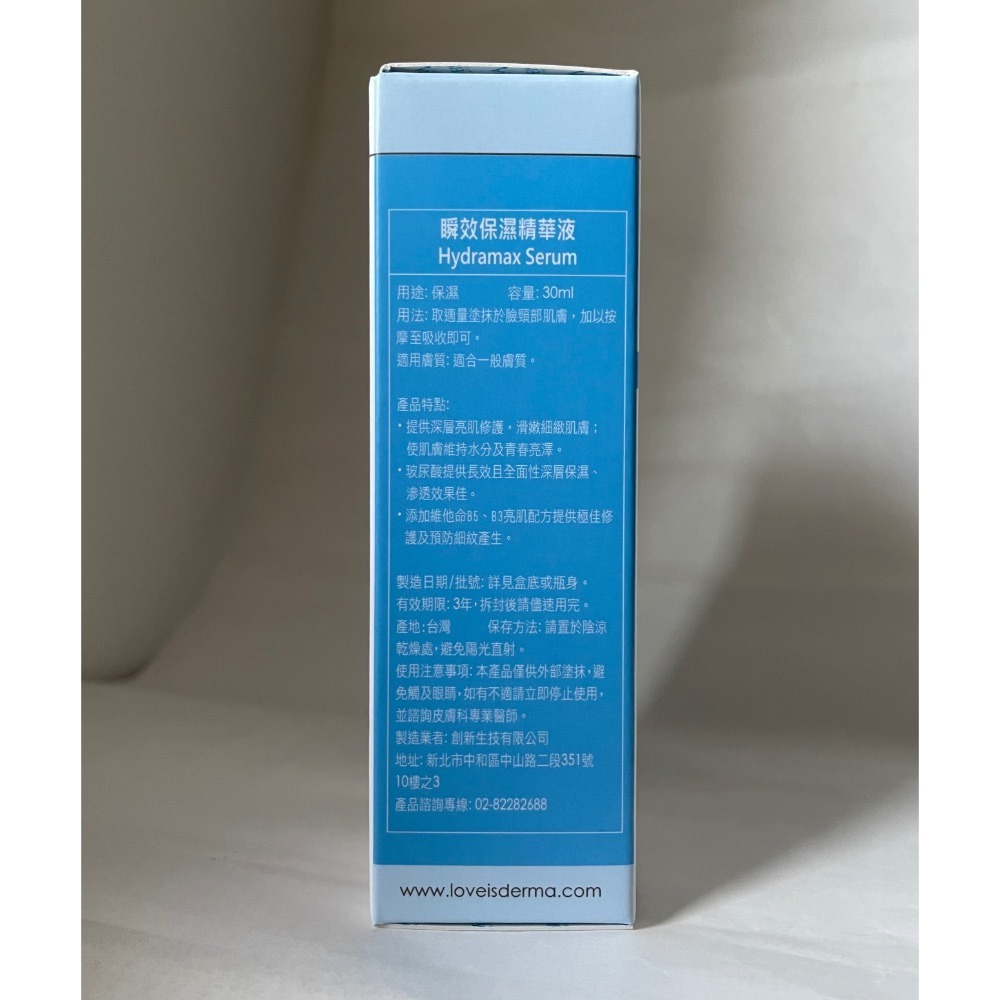 瞬效保濕精華液
Hydramax Serum
用途: 保濕 容量: 30ml
用法: 取適量塗抹於臉頸部肌膚，加以按
摩至吸收即可。
適用膚質: 適合一般膚質。
產品特點:
・提供深層亮肌修護，滑嫩細緻肌膚；
使肌膚維持水分及青春亮澤。
・玻尿酸提供長效且全面性深層保濕、
滲透效果佳。
・添加維他命B5、B3亮肌配方提供極佳修
護及預防細紋產生。
製造日期/批號: 詳見盒底或瓶身。
有效期限: 3年，拆封後請儘速用完。
產地:台灣 保存方法: 請置於陰涼
乾燥處，避免陽光直射。
使用注意事項: 本產品僅供外部塗抹，避
免觸及眼睛，如有不適請立即停止使用，
並諮詢皮膚科專業醫師。
製造業者: 創新生技有限公司
地址: 新北市中和區中山路二段351號
10樓之3
產品諮詢專線: 02-82282688
www.loveisderma.com